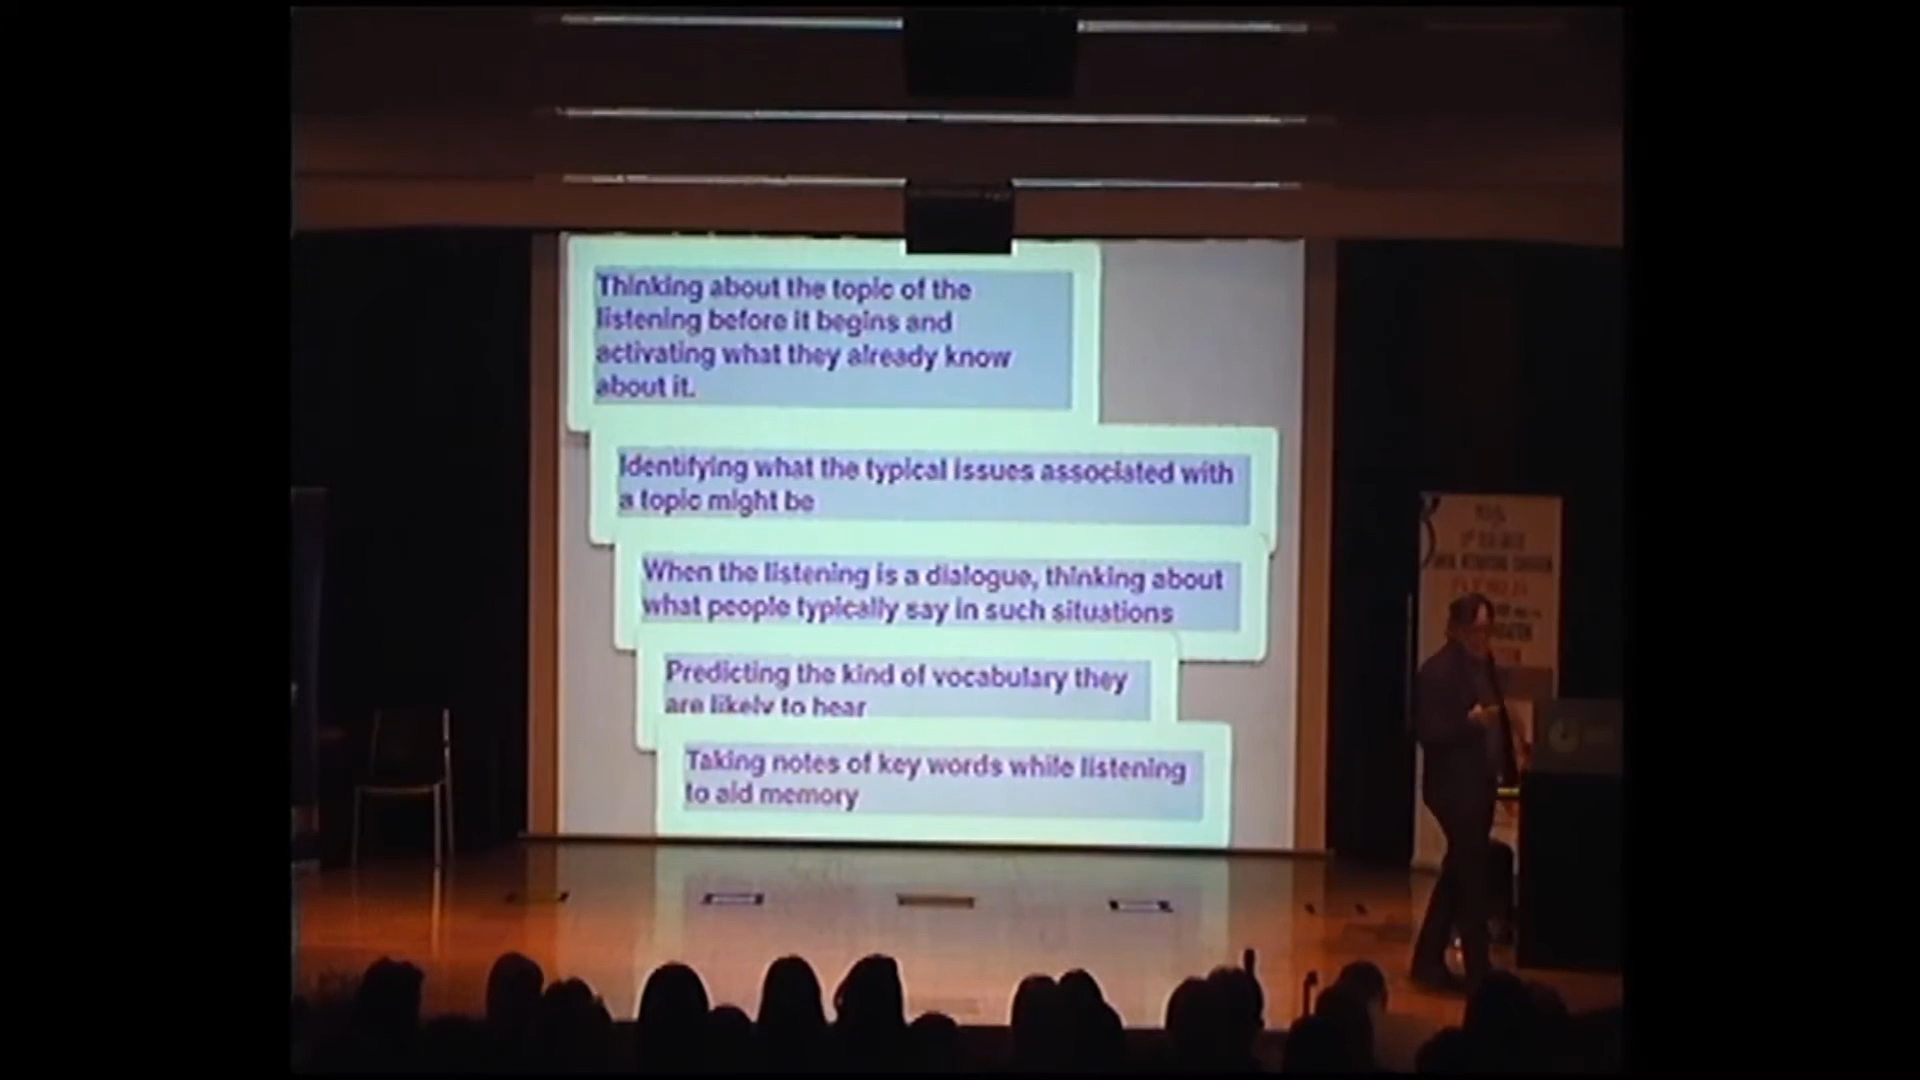 Thinking about the topic of the
listening before it begins and
activating what they already know
about it.
Identifying what the typical issues associated with
a topic might be
When the listening is a dialogue, thinking about
what people typically say in such situations
Predicting the kind of vocabulary they
are likely to hear
Taking notes of key words while listening
to aid memory